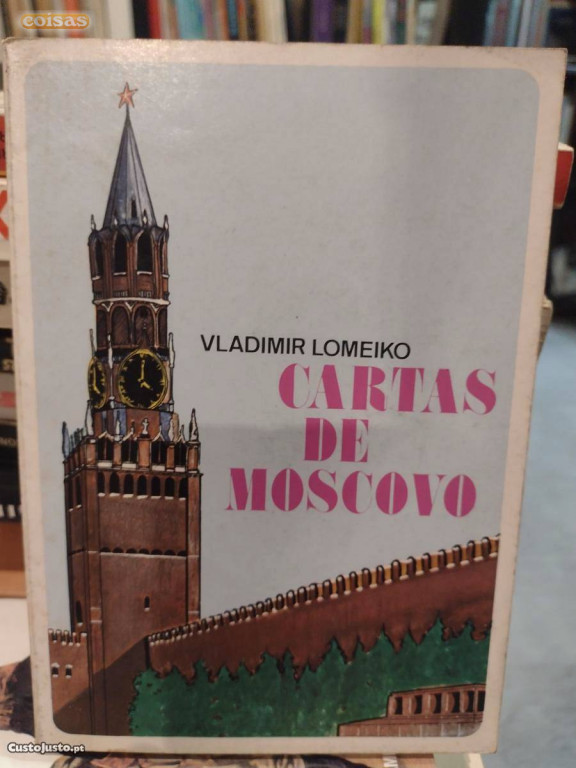 coisas
VLADIMIR LOMEIKO
CARTAS
DE
MOSCOVO
CustoJusto.pt